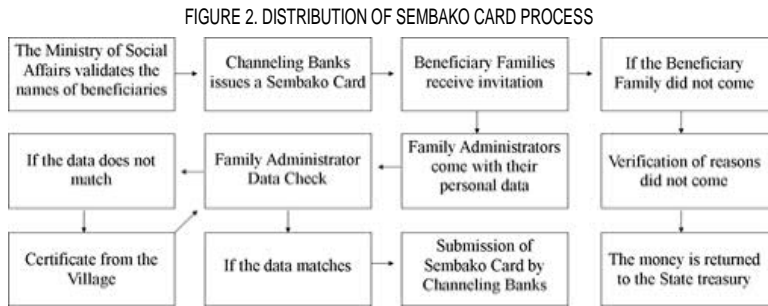 FIGURE 2. DISTRIBUTION OF SEMBAKO CARD PROCESS
The Ministry of Social
Affairs validates the
names of beneficiaries
Channeling Banks
issues a Sembako Card
Beneficiary Families
receive invitation
If the Beneficiary
Family did not come
If the data does not
match
Family Administrator
Data Check
Family Administrators
come with their
personal data
Verification of reasons
did not come
Certificate from the
Village
If the data matches
Submission of
Sembako Card by
Channeling Banks
The money is returned
to the State treasury